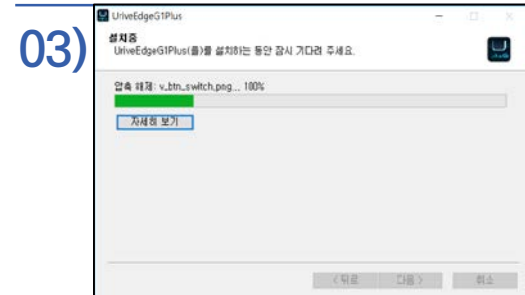 03)
UriveEdgeG1Plus
설치중
UriveEdgeG1Plus(을)를 설치하는 동안 잠시 기다려 주세요.
압축 해제: v_btn_switch.png... 100%
자세히 보기
< 뒤로 다음 > 취소